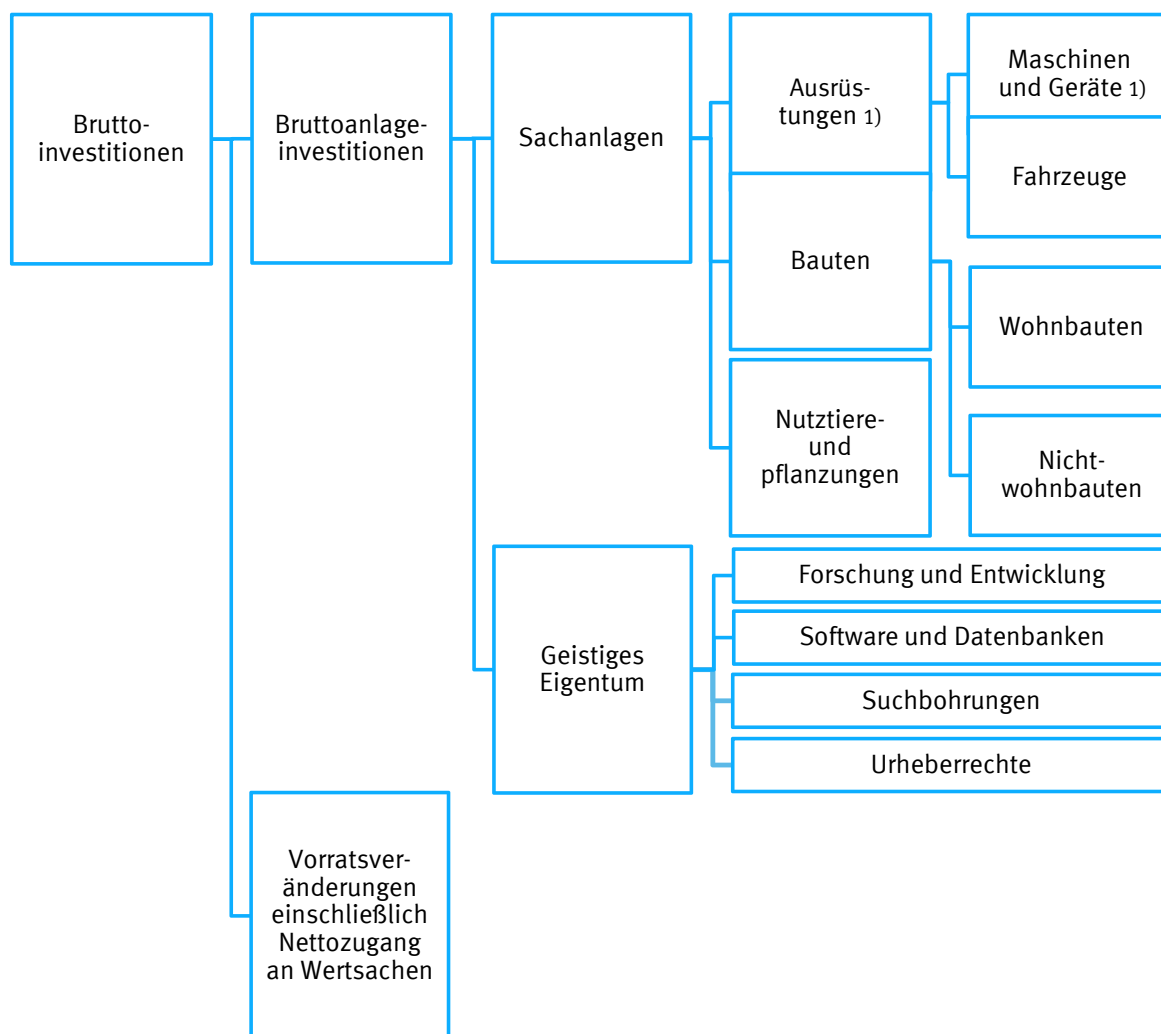 Brutto-
investitionen
Bruttoanlage-
investitionen
Sachanlagen
Ausrüs-
tungen 1)
Maschinen
und Geräte 1)
Fahrzeuge
Bauten
Wohnbauten
Nicht-
wohnbauten
Nutztiere-
und
pflanzungen
Geistiges
Eigentum
Forschung und Entwicklung
Software und Datenbanken
Suchbohrungen
Urheberrechte
Vorratsver-
änderungen
einschließlich
Nettozugang
an Wertsachen